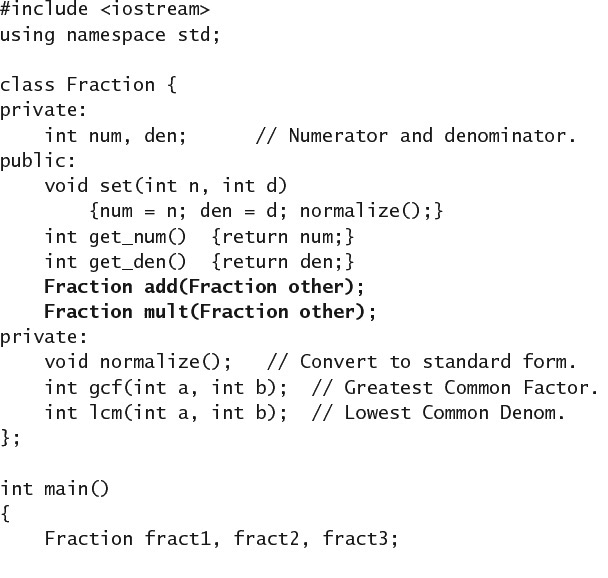 #include <iostream>
using namespace std;
class Fraction {
private:
    int num, den;      // Numerator and denominator.
public:
    void set(int n, int d)
        {num = n; den = d; normalize();}
    int get_num()  {return num;}
    int get_den()  {return den;}
    Fraction add(Fraction other);
    Fraction mult(Fraction other);
private:
    void normalize();   // Convert to standard form.
    int gcf(int a, int b);  // Greatest Common Factor.
    int lcm(int a, int b);  // Lowest Common Denom.
};
int main()
{
    Fraction fract1, fract2, fract3;